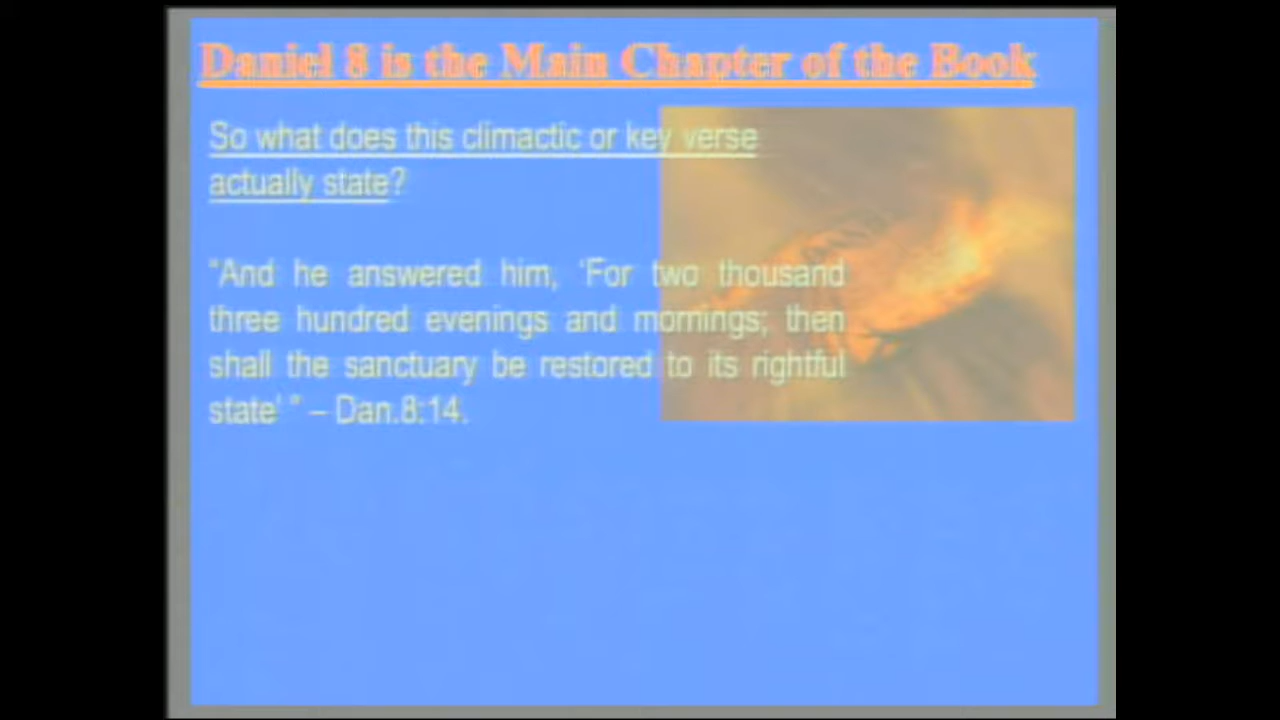 Daniel 8 is the Main Chapter of the Book
So what does this climactic or key verse
actually state?
“And he answered him, ‘For two thousand
three hundred evenings and mornings; then
shall the sanctuary be restored to its rightful
state’ ” – Dan.8:14.